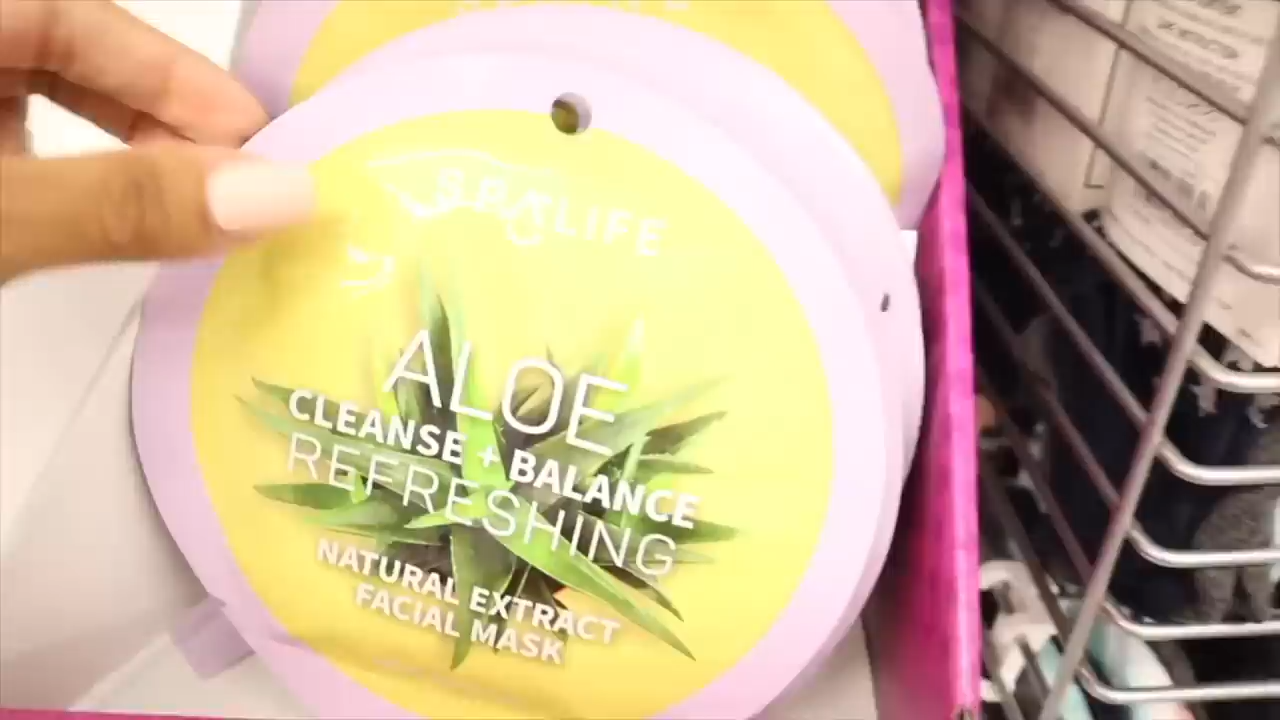 SPALIFE
ALOE
CLEANSE + BALANCE
REFRESHING
NATURAL EXTRACT
FACIAL MASK